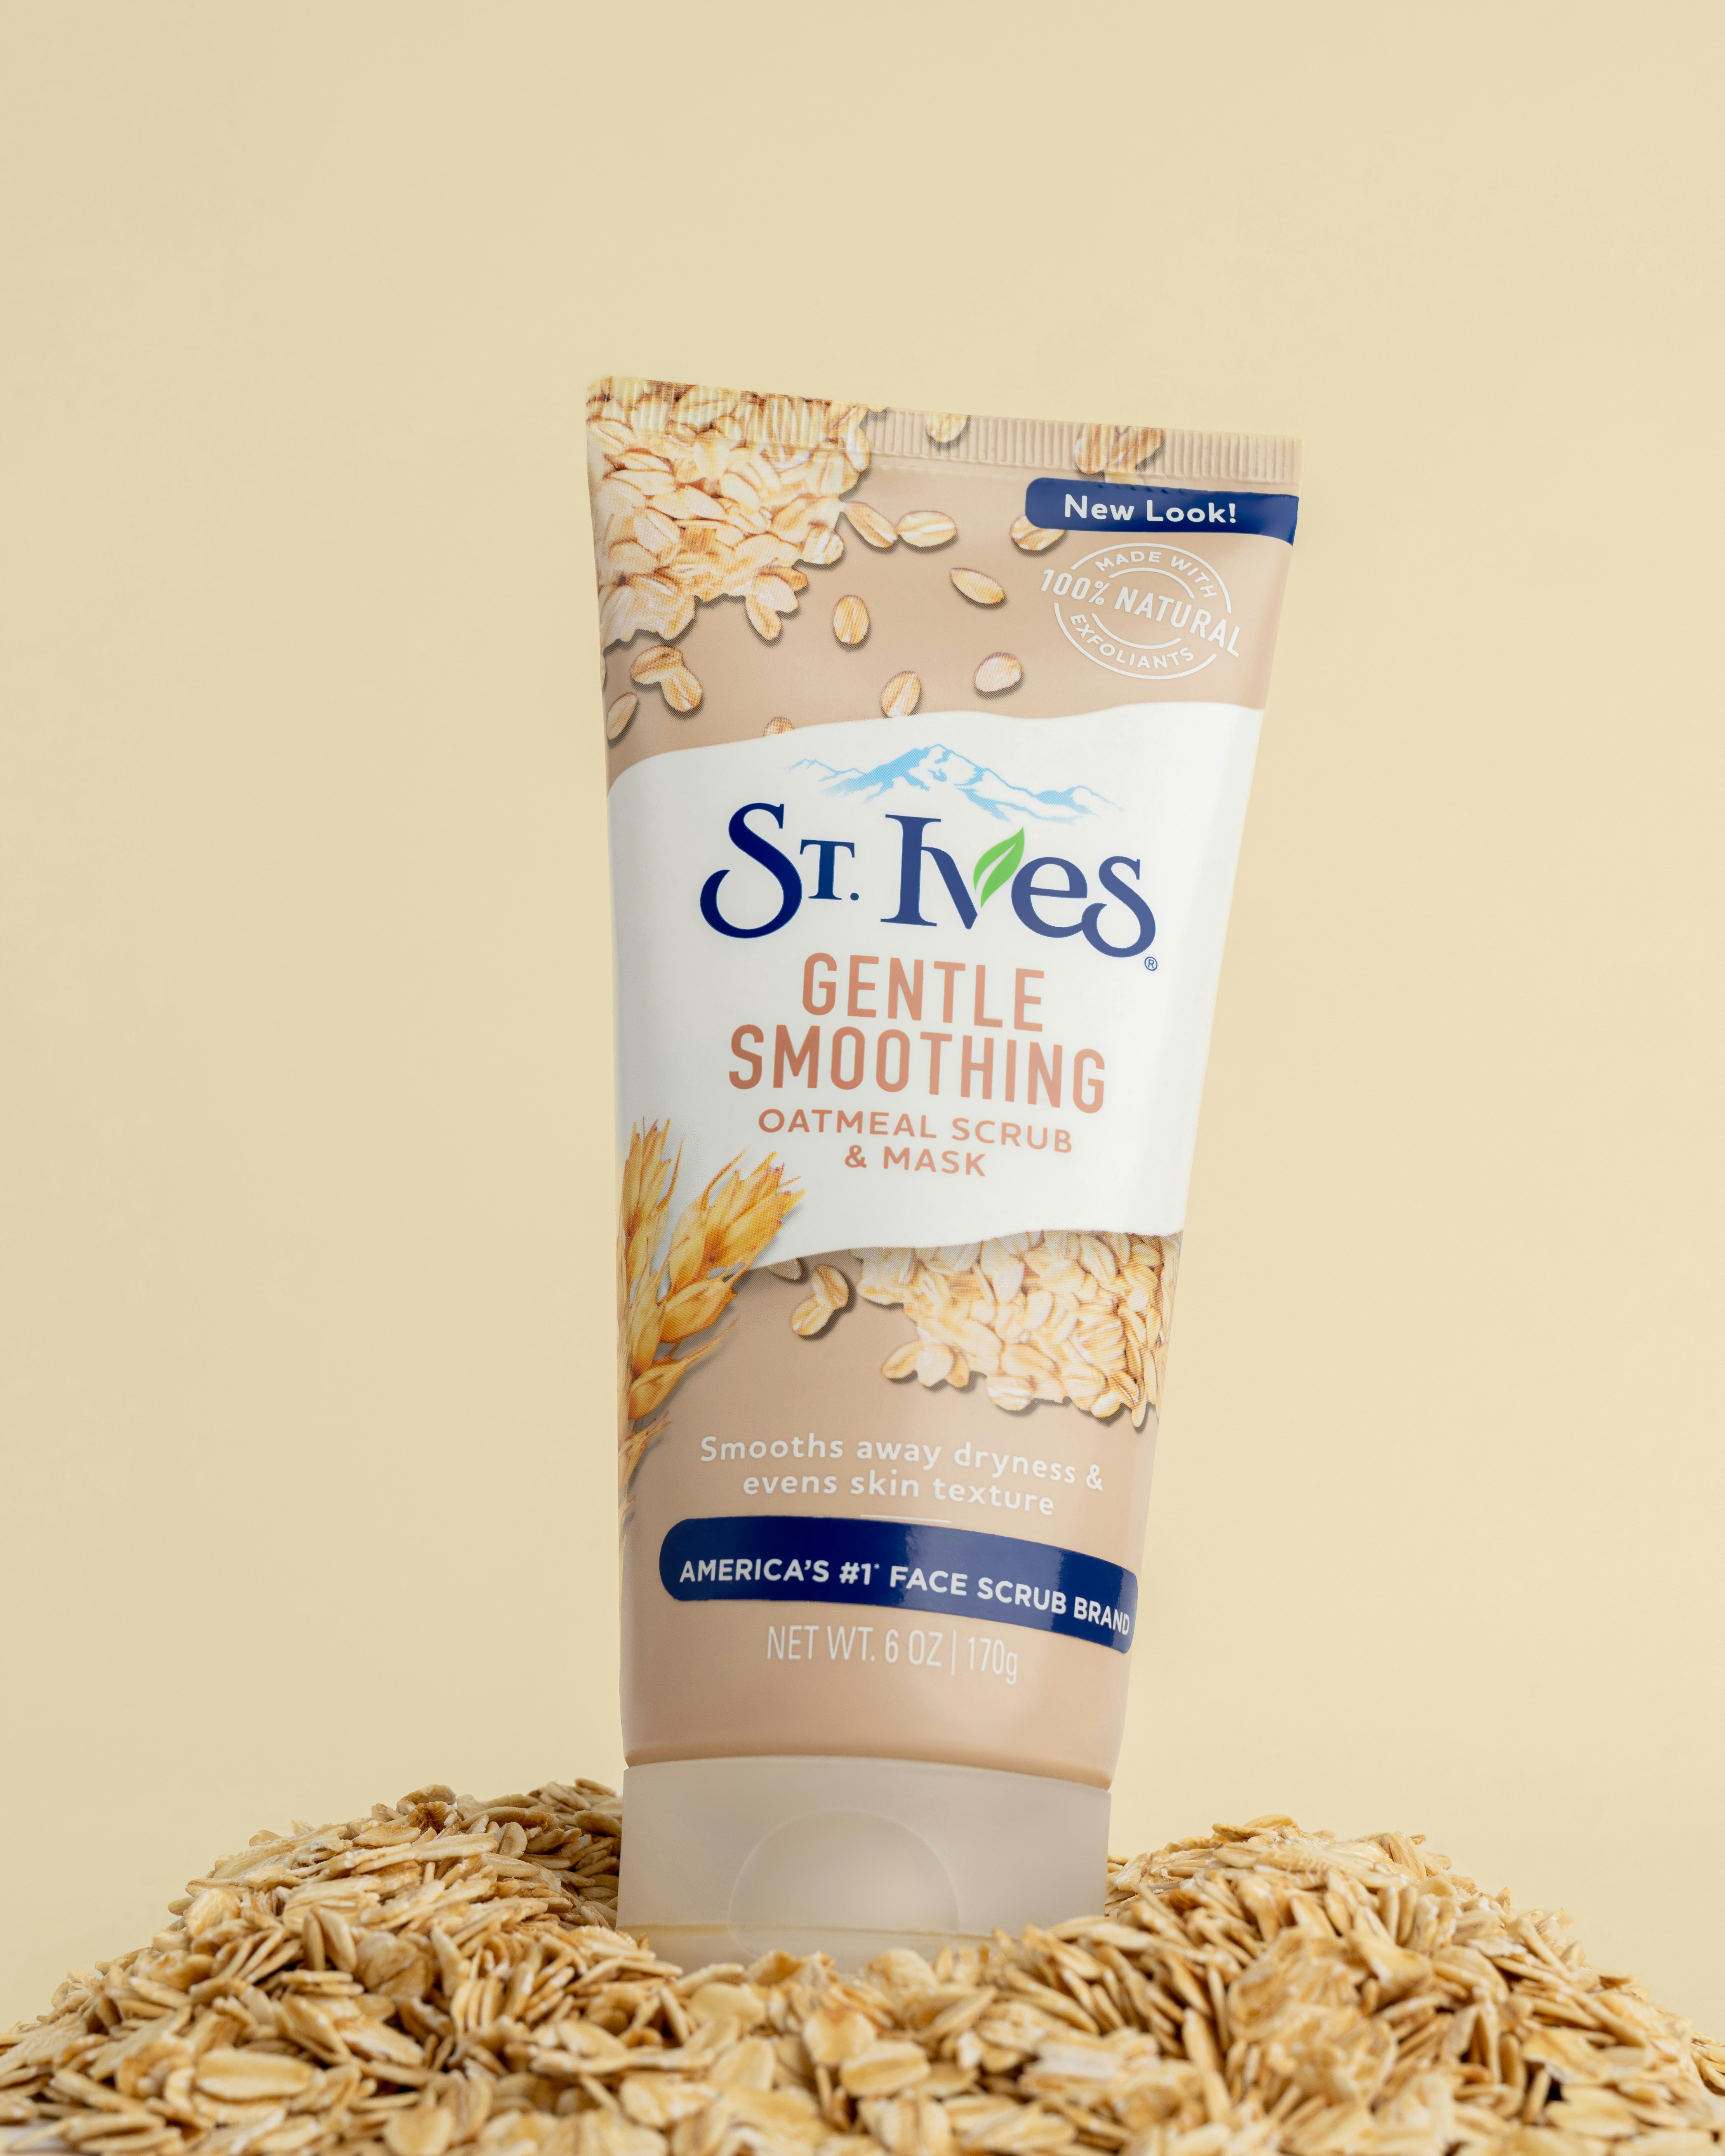 New Look!
MADE WITH
100% NATURAL
EXFOLIANTS
ST. Ives®
GENTLE
SMOOTHING
OATMEAL SCRUB
& MASK
Smooths away dryness &
evens skin texture
AMERICA'S #1* FACE SCRUB BRAND
NET WT. 6 OZ | 170g